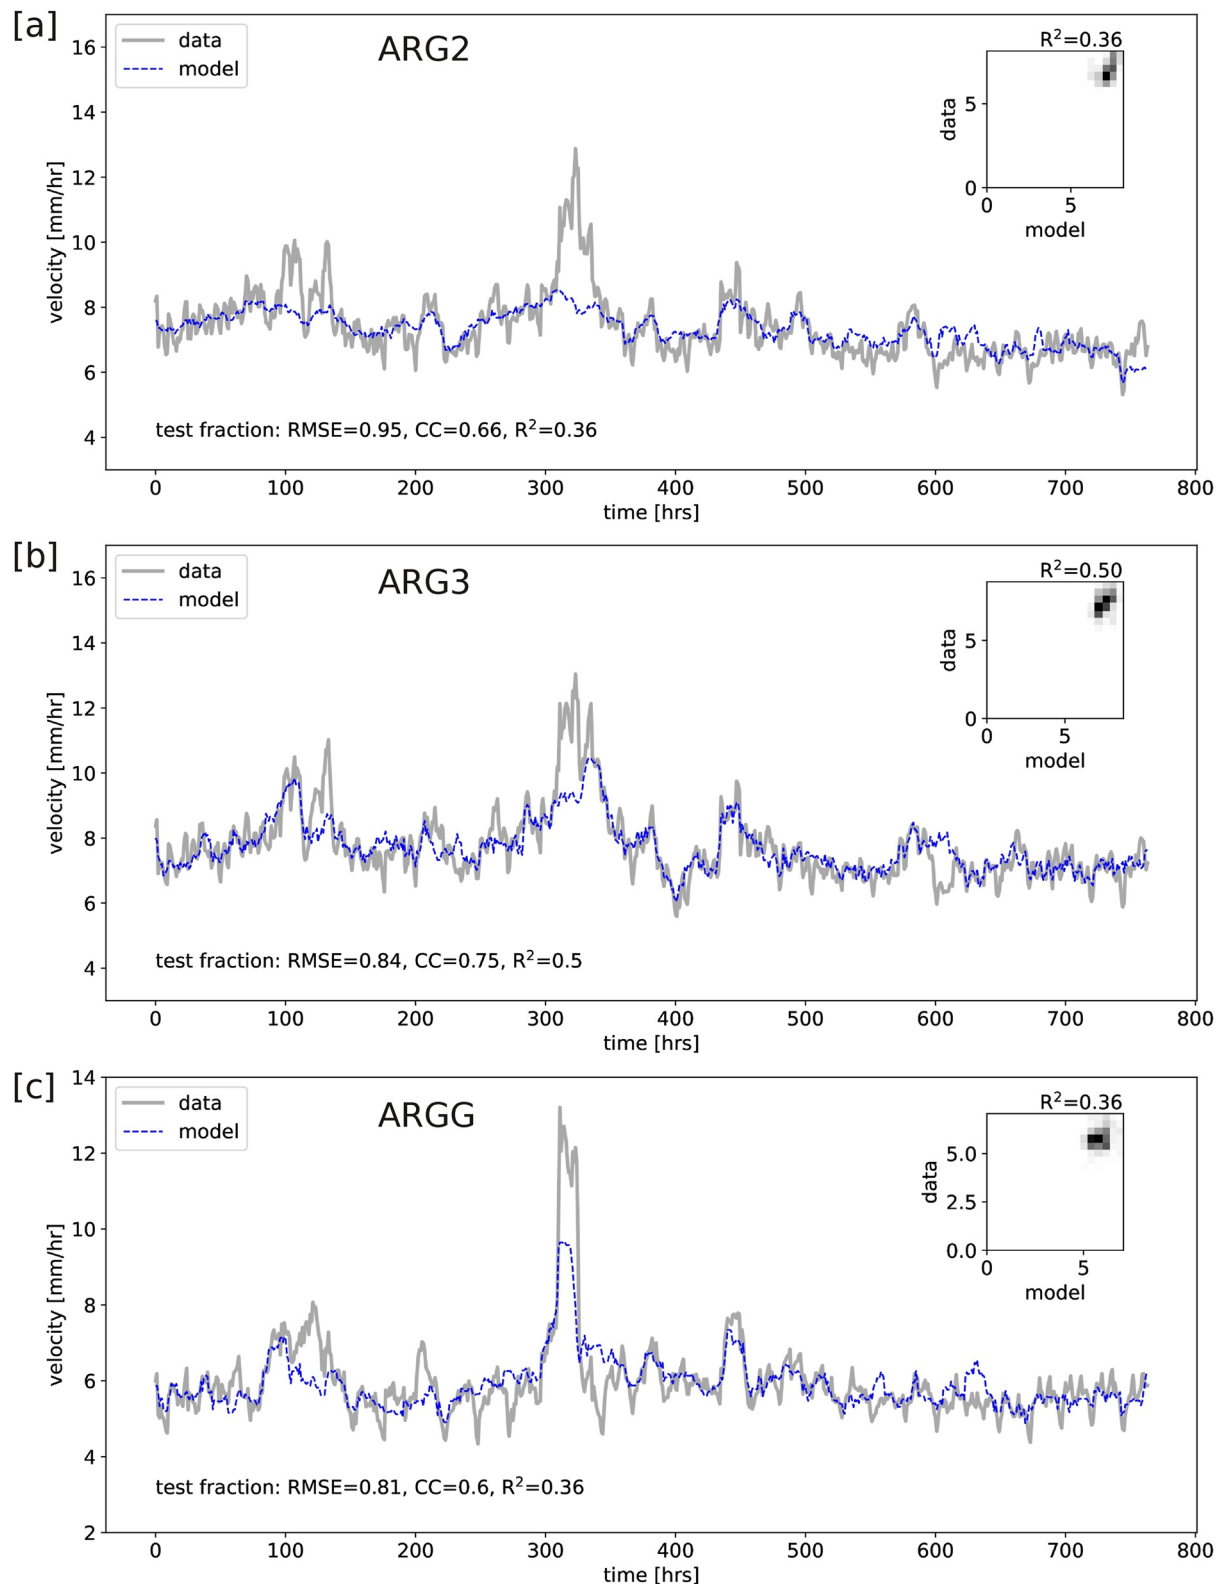 [a]
data
model
ARG2
R²=0.36
data
5
0
0 5
model
velocity [mm/hr]
16
14
12
10
8
6
4
test fraction: RMSE=0.95, CC=0.66, R²=0.36
0 100 200 300 400 500 600 700 800
time [hrs]
[b]
data
model
ARG3
R²=0.50
data
5
0
0 5
model
velocity [mm/hr]
16
14
12
10
8
6
4
test fraction: RMSE=0.84, CC=0.75, R²=0.5
0 100 200 300 400 500 600 700 800
time [hrs]
[c]
data
model
ARGG
R²=0.36
data
5.0
2.5
0.0
0 5
model
velocity [mm/hr]
14
12
10
8
6
4
2
test fraction: RMSE=0.81, CC=0.6, R²=0.36
0 100 200 300 400 500 600 700 800
time [hrs]